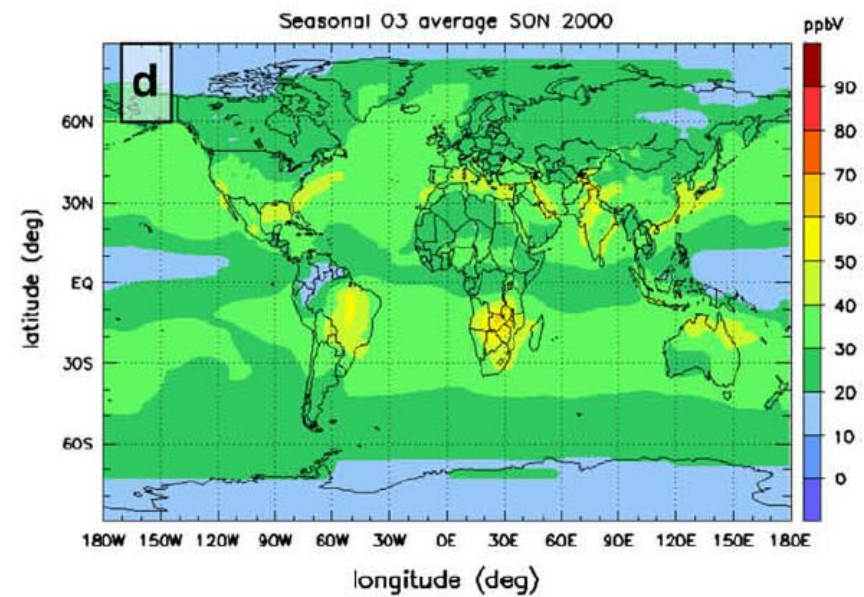 Seasonal O3 average SON 2000
ppbV
d
90
80
70
60
50
40
30
20
10
0
60N
30N
EQ
30S
60S
latitude (deg)
180W 150W 120W 90W 60W 30W 0E 30E 60E 90E 120E 150E 180E
longitude (deg)